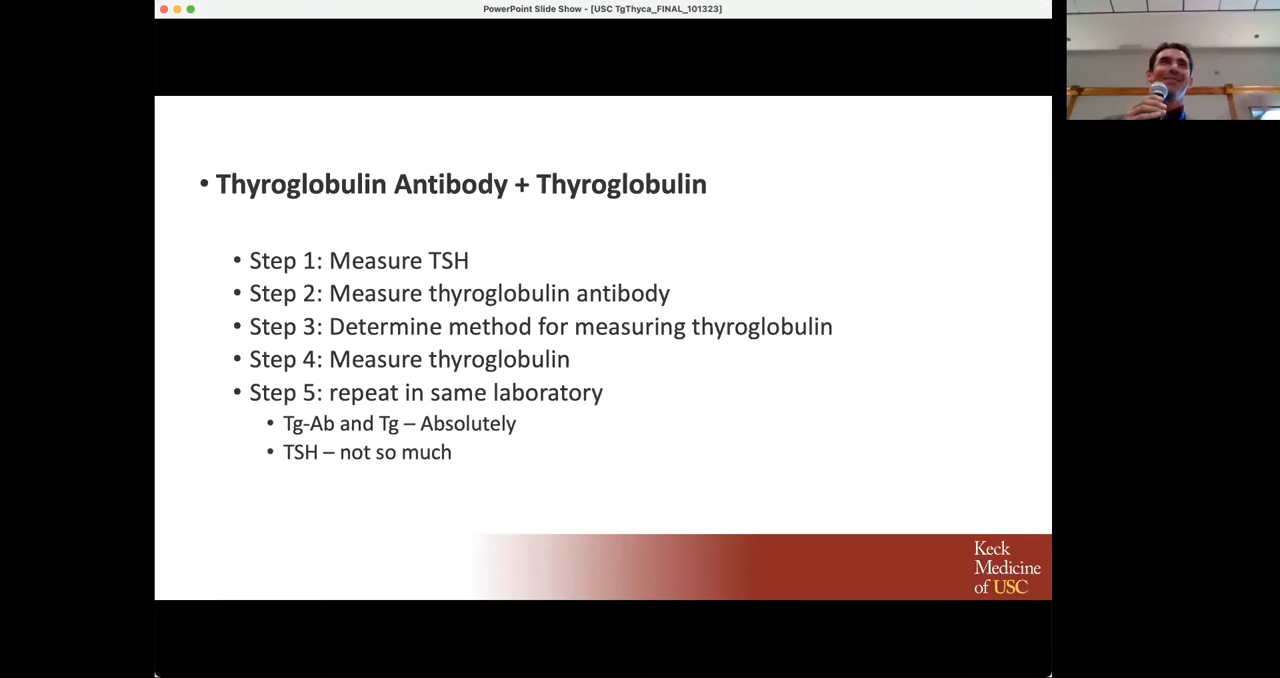 PowerPoint Slide Show - [USC TgThyca_FINAL_101323]
• Thyroglobulin Antibody + Thyroglobulin
• Step 1: Measure TSH
• Step 2: Measure thyroglobulin antibody
• Step 3: Determine method for measuring thyroglobulin
• Step 4: Measure thyroglobulin
• Step 5: repeat in same laboratory
• Tg-Ab and Tg – Absolutely
• TSH – not so much
Keck
Medicine
of USC